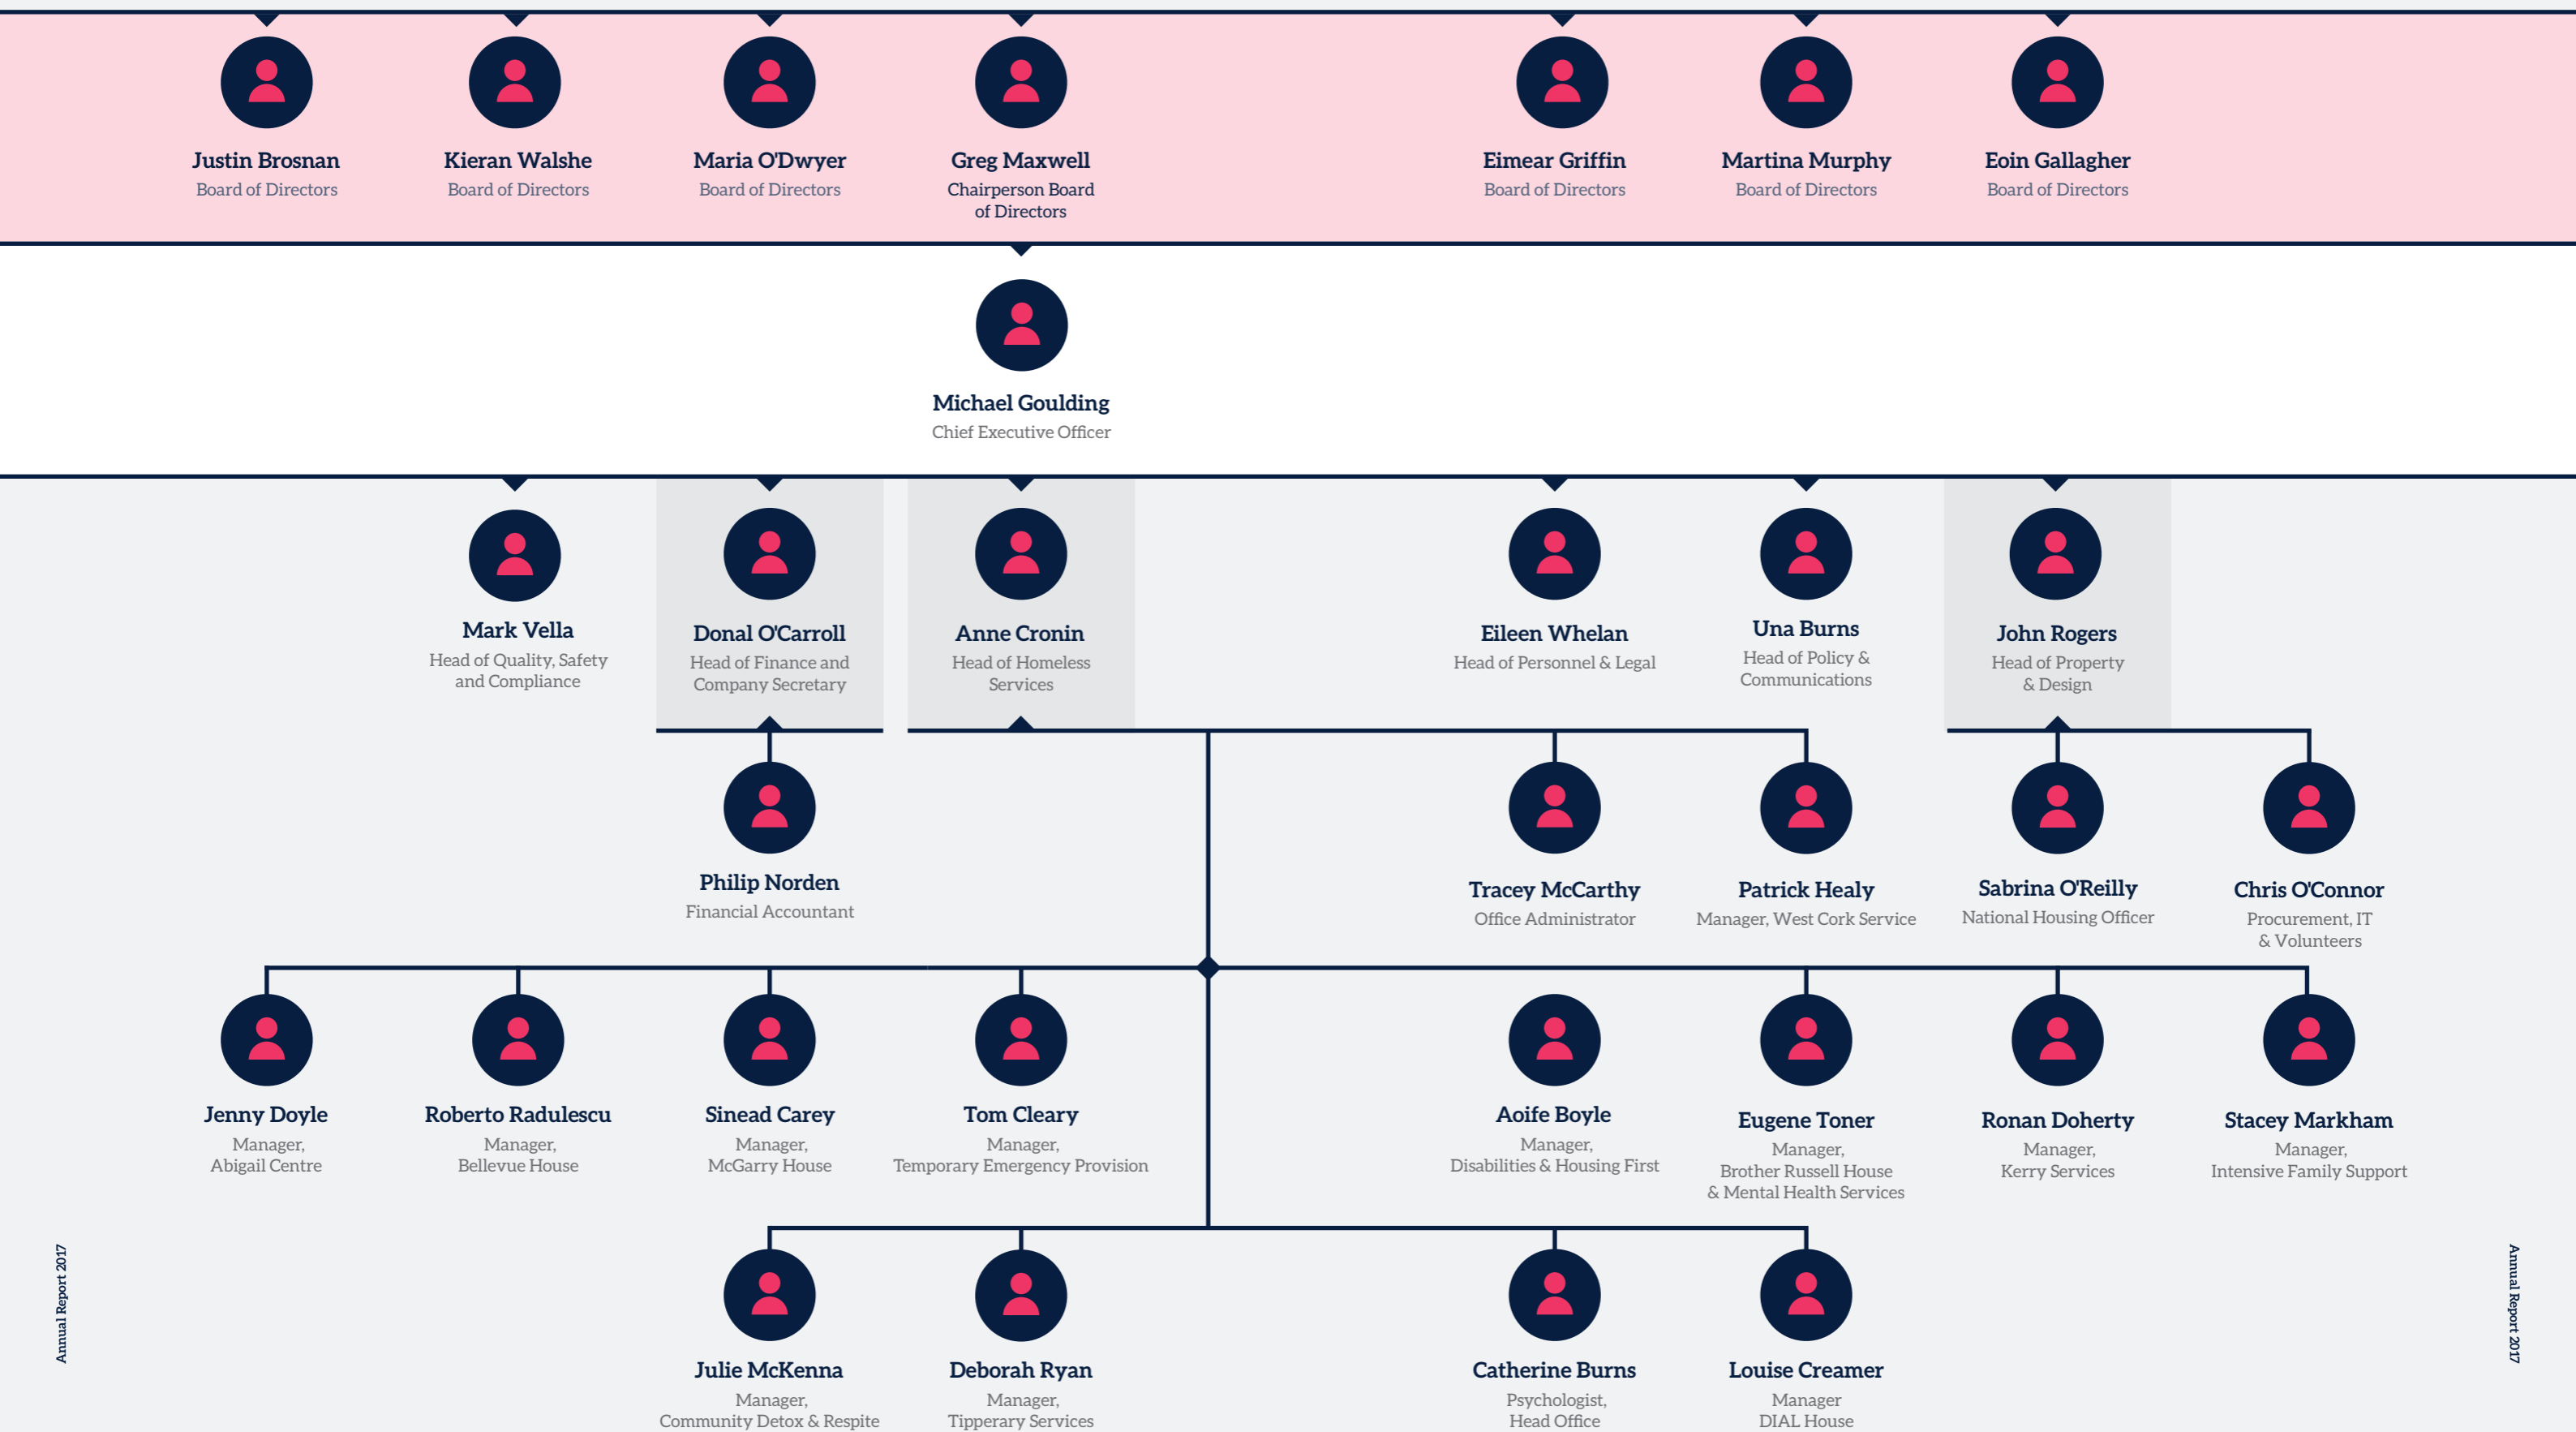 Justin Brosnan
Board of Directors
Kieran Walshe
Board of Directors
Maria O'Dwyer
Board of Directors
Greg Maxwell
Chairperson Board
of Directors
Eimear Griffin
Board of Directors
Martina Murphy
Board of Directors
Eoin Gallagher
Board of Directors
Michael Goulding
Chief Executive Officer
Mark Vella
Head of Quality, Safety
and Compliance
Donal O'Carroll
Head of Finance and
Company Secretary
Anne Cronin
Head of Homeless
Services
Eileen Whelan
Head of Personnel & Legal
Una Burns
Head of Policy &
Communications
John Rogers
Head of Property
& Design
Philip Norden
Financial Accountant
Tracey McCarthy
Office Administrator
Patrick Healy
Manager, West Cork Service
Sabrina O'Reilly
National Housing Officer
Chris O'Connor
Procurement, IT
& Volunteers
Jenny Doyle
Manager,
Abigail Centre
Roberto Radulescu
Manager,
Bellevue House
Sinead Carey
Manager,
McGarry House
Tom Cleary
Manager,
Temporary Emergency Provision
Aoife Boyle
Manager,
Disabilities & Housing First
Eugene Toner
Manager,
Brother Russell House
& Mental Health Services
Ronan Doherty
Manager,
Kerry Services
Stacey Markham
Manager,
Intensive Family Support
Julie McKenna
Manager,
Community Detox & Respite
Deborah Ryan
Manager,
Tipperary Services
Catherine Burns
Psychologist,
Head Office
Louise Creamer
Manager
DIAL House
Annual Report 2017
Annual Report 2017